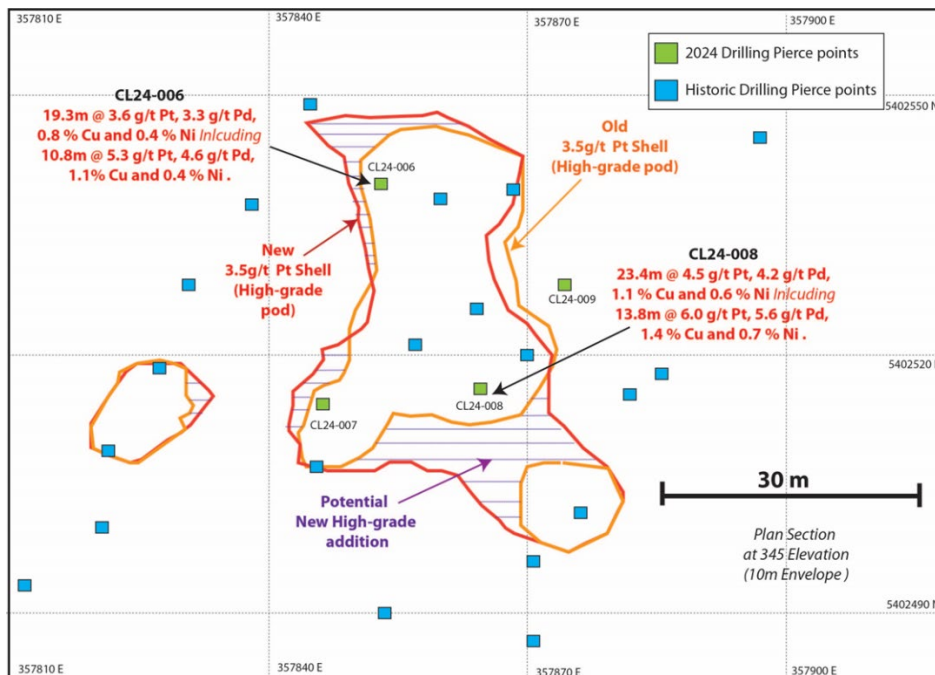 357810 E
357840 E
357870 E
357900 E
2024 Drilling Pierce points
Historic Drilling Pierce points
5402550 N
CL24-006
19.3m @ 3.6 g/t Pt, 3.3 g/t Pd,
0.8 % Cu and 0.4 % Ni Inlcuding
10.8m @ 5.3 g/t Pt, 4.6 g/t Pd,
1.1% Cu and 0.4 % Ni .
CL24-006
Old
3.5g/t Pt Shell
(High-grade pod)
New
3.5g/t Pt Shell
(High-grade
pod)
CL24-008
23.4m @ 4.5 g/t Pt, 4.2 g/t Pd,
1.1 % Cu and 0.6 % Ni Inlcuding
13.8m @ 6.0 g/t Pt, 5.6 g/t Pd,
1.4 % Cu and 0.7 % Ni .
CL24-009
5402520 N
CL24-008
CL24-007
Potential
New High-grade
addition
30 m
Plan Section
at 345 Elevation
(10m Envelope )
5402490 N
357810 E
357840 E
357870 E
357900 E